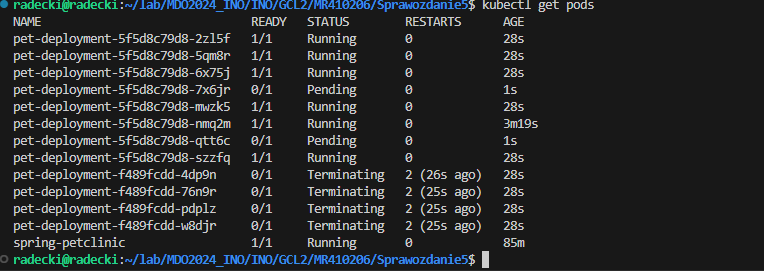 radecki@radecki:~/lab/MDO2024_INO/INO/GCL2/MR410206/Sprawozdanie5$ kubectl get pods
NAME READY STATUS RESTARTS AGE
pet-deployment-5f5d8c79d8-2zl5f 1/1 Running 0 28s
pet-deployment-5f5d8c79d8-5qm8r 1/1 Running 0 28s
pet-deployment-5f5d8c79d8-6x75j 1/1 Running 0 28s
pet-deployment-5f5d8c79d8-7x6jr 0/1 Pending 0 1s
pet-deployment-5f5d8c79d8-mwzk5 1/1 Running 0 28s
pet-deployment-5f5d8c79d8-nmq2m 1/1 Running 0 3m19s
pet-deployment-5f5d8c79d8-qtt6c 0/1 Pending 0 1s
pet-deployment-5f5d8c79d8-szzfq 1/1 Running 0 28s
pet-deployment-f489fcdd-4dp9n 0/1 Terminating 2 (26s ago) 28s
pet-deployment-f489fcdd-76n9r 0/1 Terminating 2 (25s ago) 28s
pet-deployment-f489fcdd-pdplz 0/1 Terminating 2 (25s ago) 28s
pet-deployment-f489fcdd-w8djr 0/1 Terminating 2 (25s ago) 28s
spring-petclinic 1/1 Running 0 85m
radecki@radecki:~/lab/MDO2024_INO/INO/GCL2/MR410206/Sprawozdanie5$